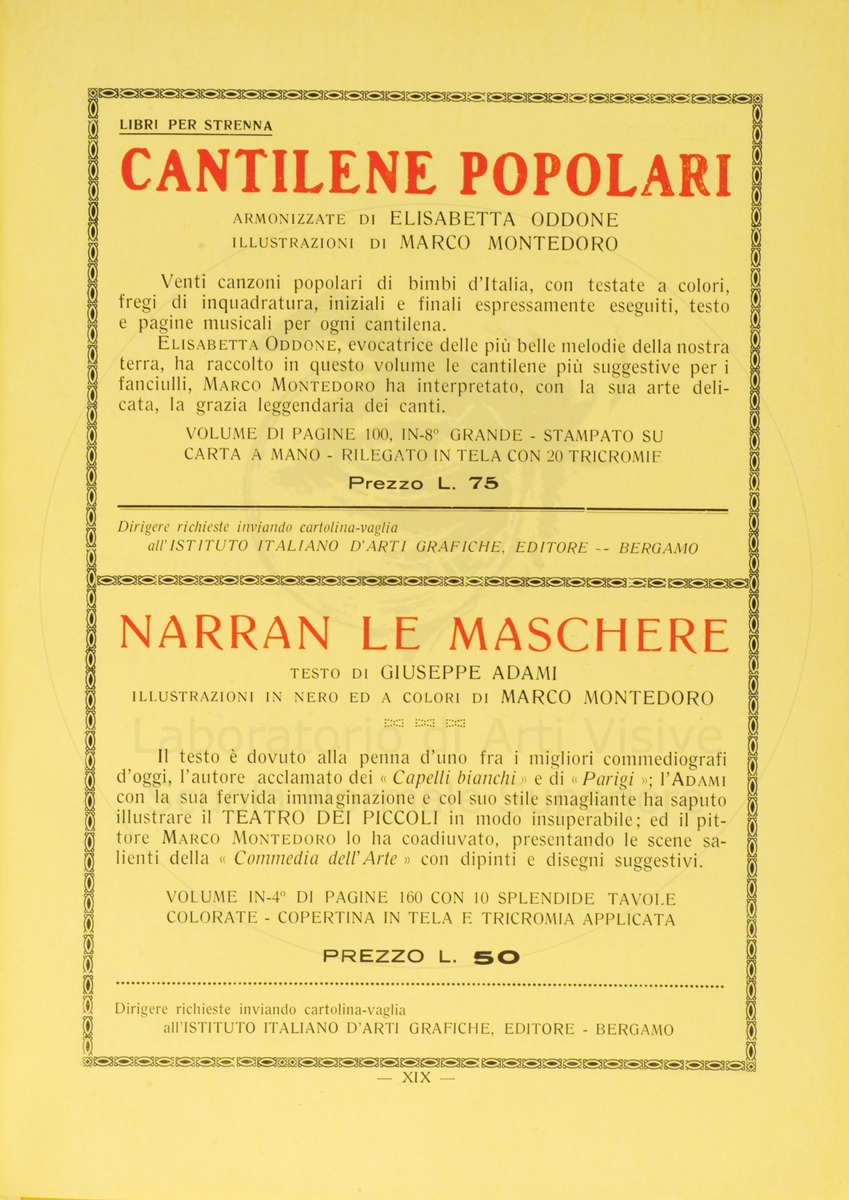 LIBRI PER STRENNA
CANTILENE POPOLARI
ARMONIZZATE DI ELISABETTA ODDONE
ILLUSTRAZIONI DI MARCO MONTEDORO
Venti canzoni popolari di bimbi d'Italia, con testate a colori,
fregi di inquadratura, iniziali e finali espressamente eseguiti, testo
e pagine musicali per ogni cantilena.
ELISABETTA ODDONE, evocatrice delle più belle melodie della nostra
terra, ha raccolto in questo volume le cantilene più suggestive per i
fanciulli, MARCO MONTEDORO ha interpretato, con la sua arte deli-
cata, la grazia leggendaria dei canti.
VOLUME DI PAGINE 100, IN-8º GRANDE - STAMPATO SU
CARTA A MANO - RILEGATO IN TELA CON 20 TRICROMIE
Prezzo L. 75
Dirigere richieste inviando cartolina-vaglia
all'ISTITUTO ITALIANO D'ARTI GRAFICHE, EDITORE -- BERGAMO
NARRAN LE MASCHERE
TESTO DI GIUSEPPE ADAMI
ILLUSTRAZIONI IN NERO ED A COLORI DI MARCO MONTEDORO
Laboratorio Arti Visive
Il testo è dovuto alla penna d'uno fra i migliori commediografi
d'oggi, l'autore acclamato dei « Capelli bianchi » e di « Parigi »; l'ADAMI
con la sua fervida immaginazione e col suo stile smagliante ha saputo
illustrare il TEATRO DEI PICCOLI in modo insuperabile; ed il pit-
tore MARCO MONTEDORO lo ha coadiuvato, presentando le scene sa-
lienti della « Commedia dell'Arte » con dipinti e disegni suggestivi.
VOLUME IN-4º DI PAGINE 160 CON 10 SPLENDIDE TAVOLE
COLORATE - COPERTINA IN TELA E TRICROMIA APPLICATA
PREZZO L. 50
Dirigere richieste inviando cartolina-vaglia
all'ISTITUTO ITALIANO D'ARTI GRAFICHE, EDITORE - BERGAMO
— XIX —